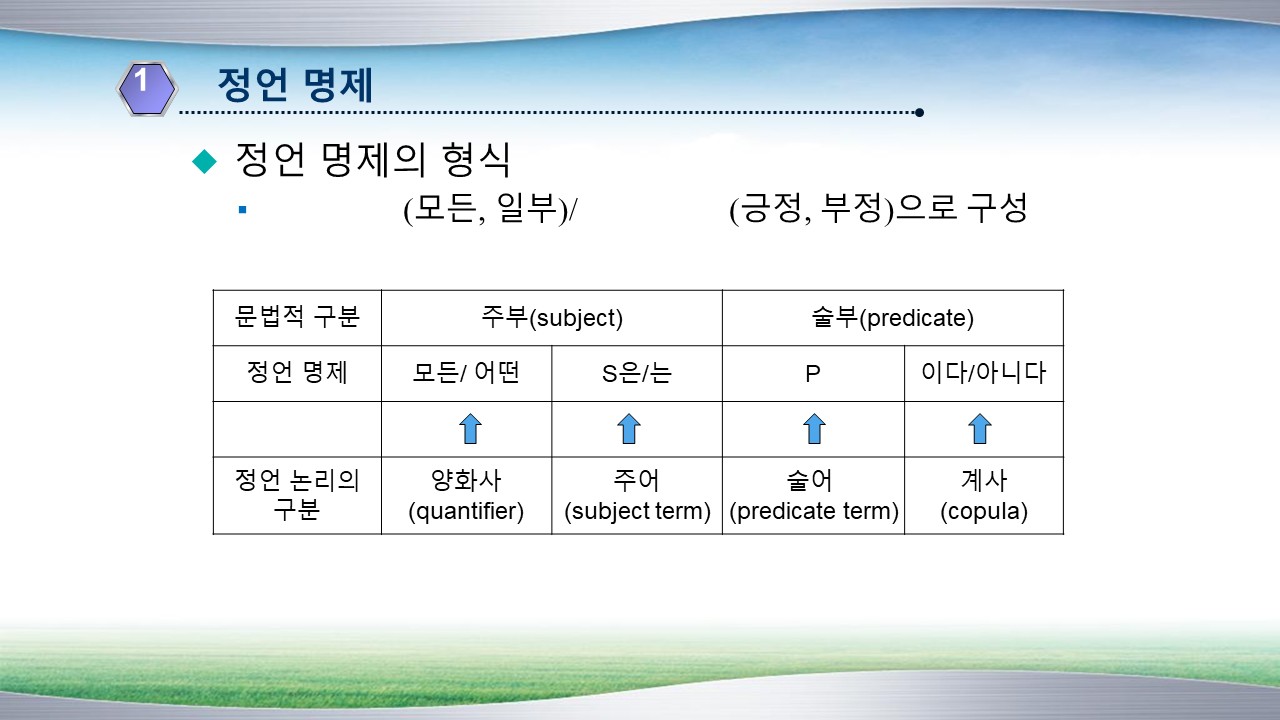 1
정언 명제
정언 명제의 형식
(모든, 일부)/ (긍정, 부정)으로 구성
문법적 구분 주부(subject) 술부(predicate)
정언 명제 모든/ 어떤 S은/는 P 이다/아니다
정언 논리의 양화사 주어 술어 계사
구분 (quantifier) (subject term) (predicate term) (copula)